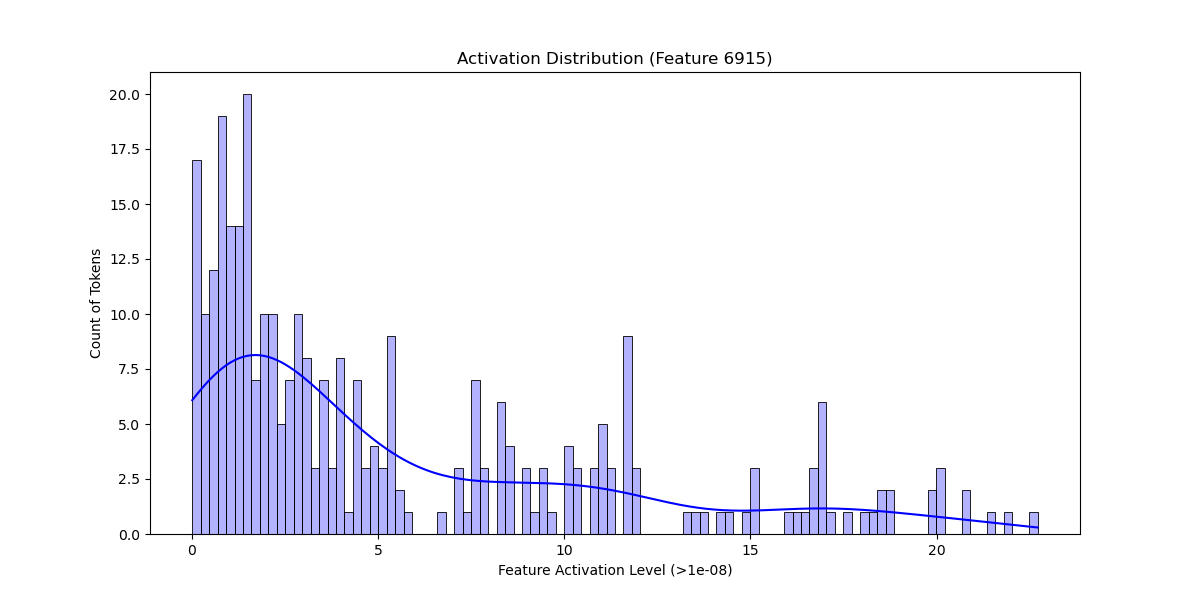 Activation Distribution (Feature 6915)
20.0
17.5
15.0
12.5
10.0
7.5
5.0
2.5
0.0
Count of Tokens
0 5 10 15 20
Feature Activation Level (>1e-08)